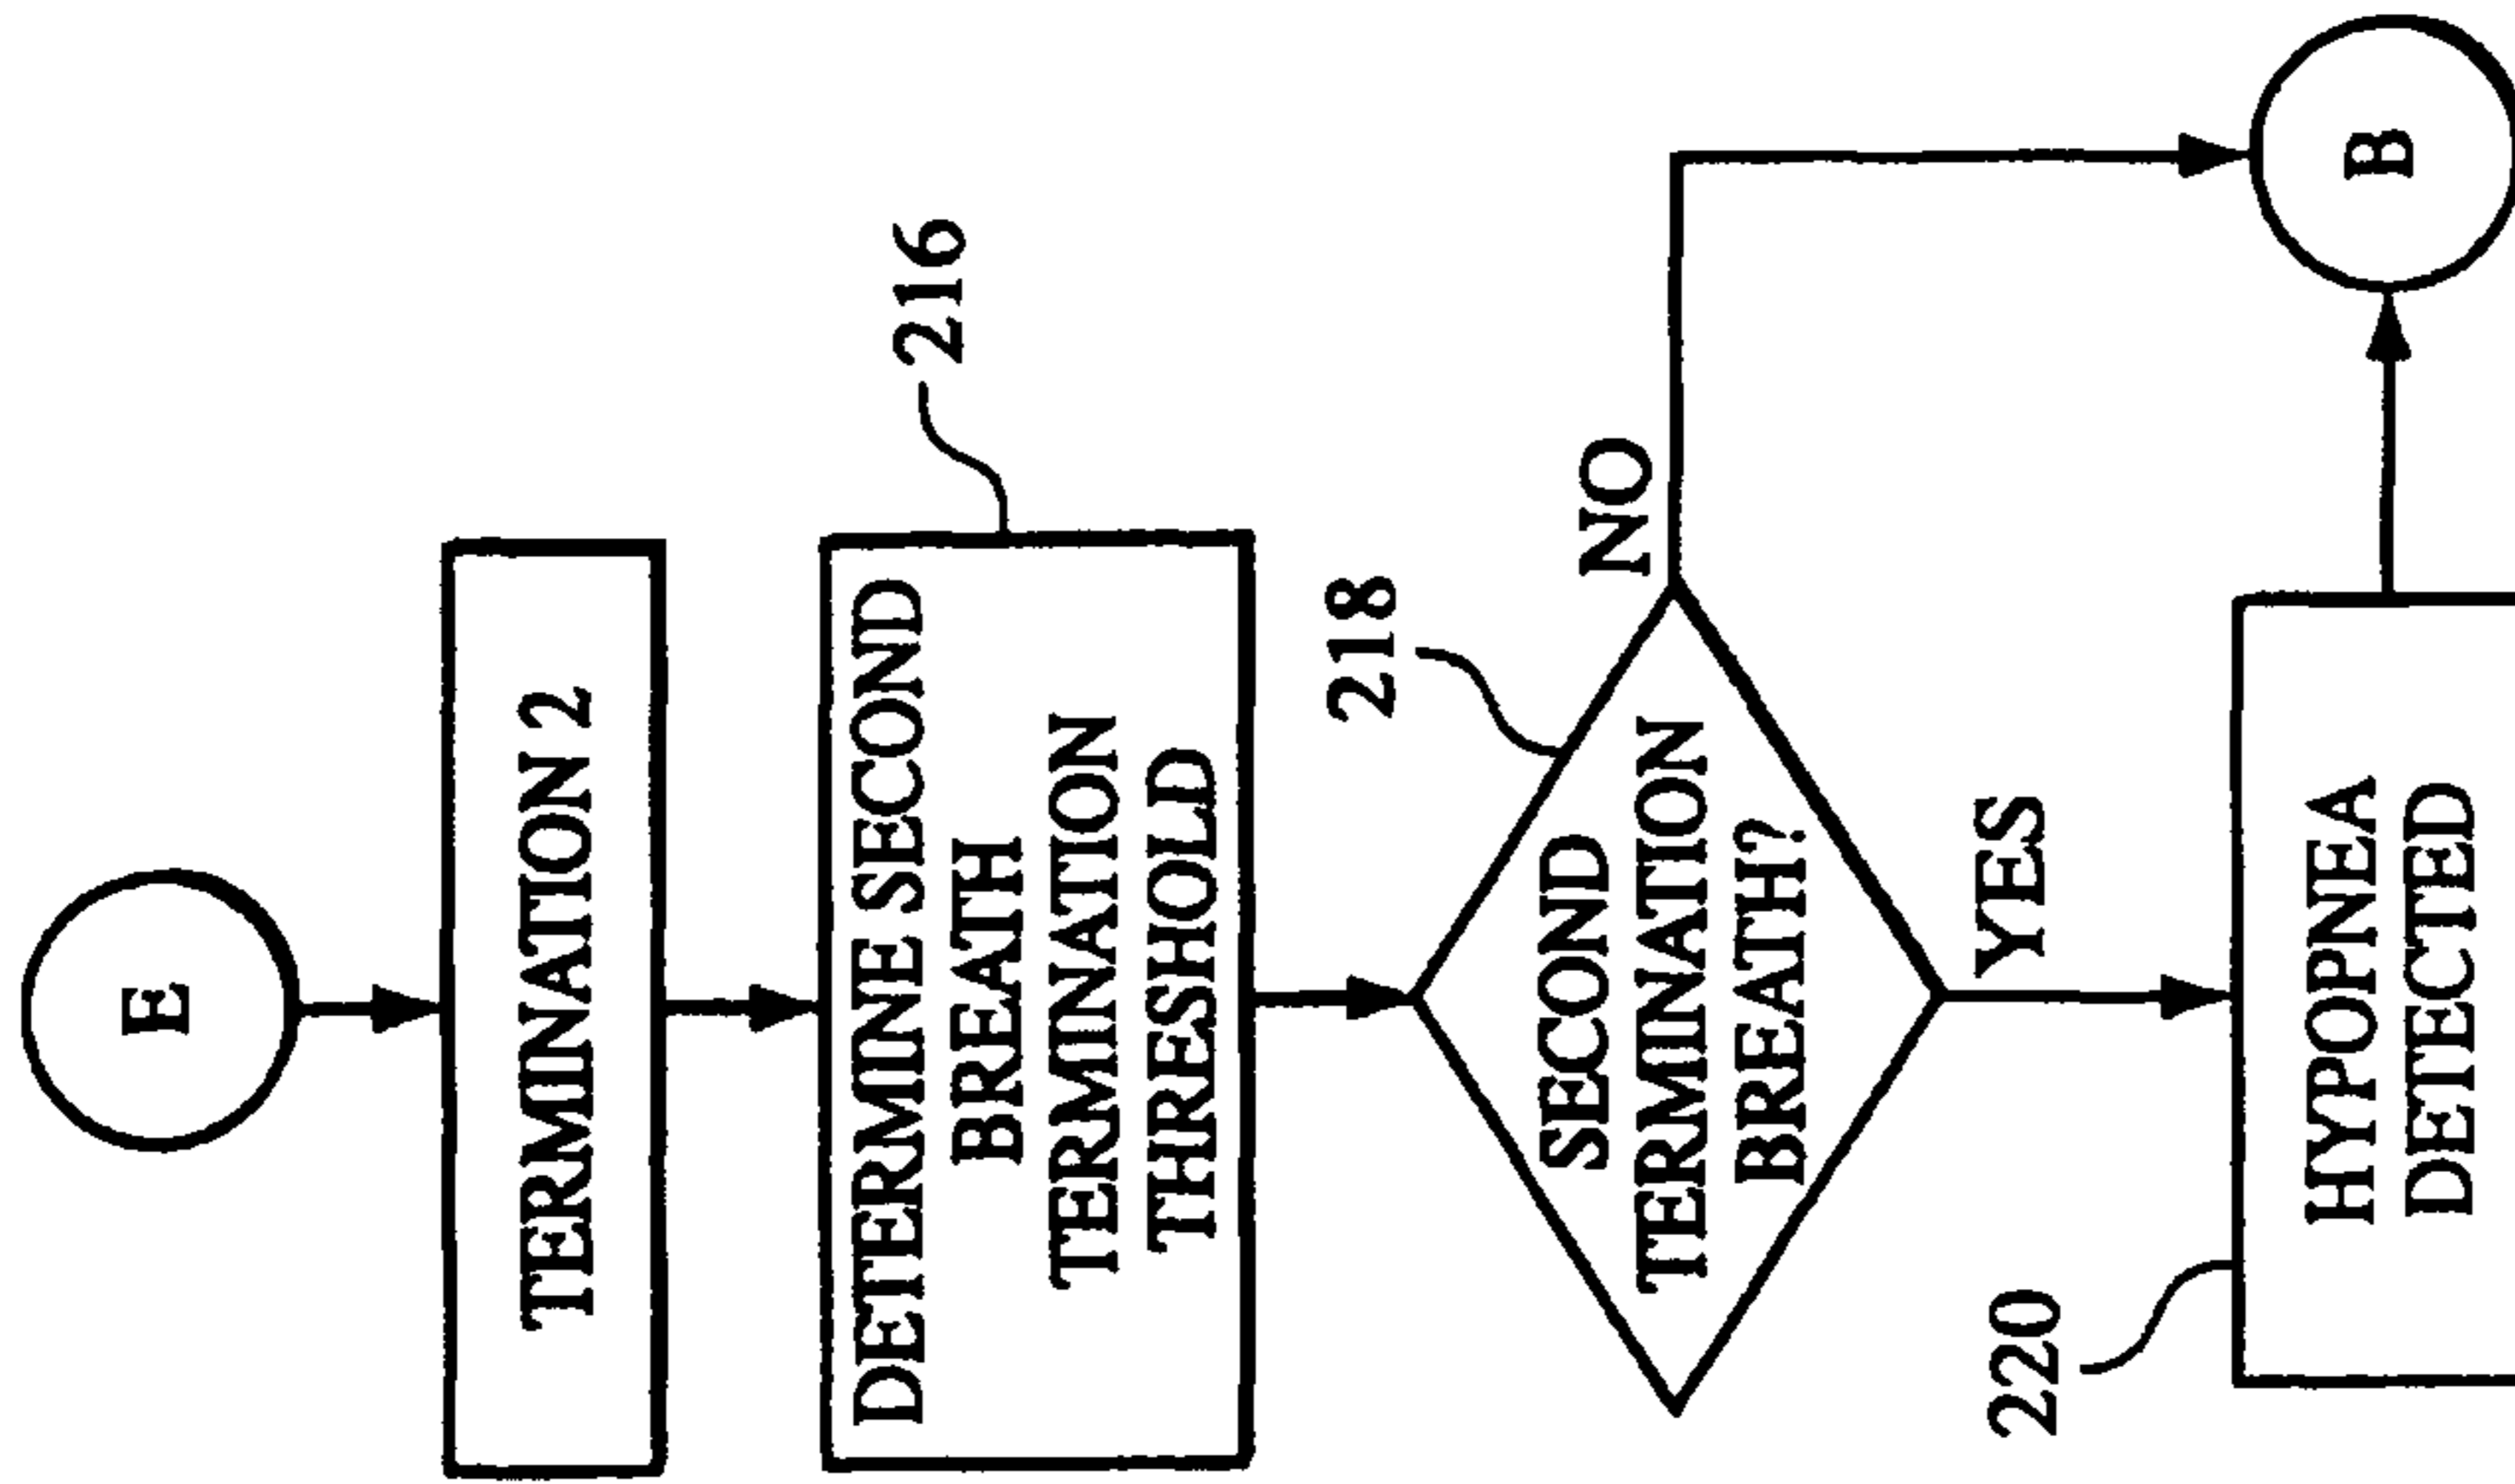 E
TERMINATION 2
DETERMINE SECOND
BREATH
TERMINATION
THRESHOLD
216
SECOND
TERMINATION
BREATH?
218
NO
YES
HYPOPNEA
DETECTED
220
B